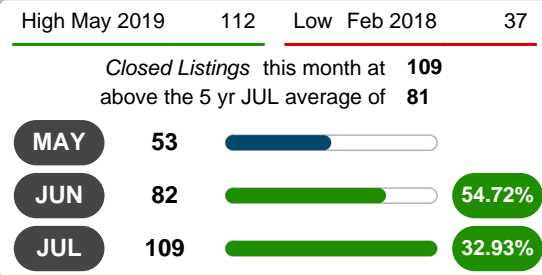 High May 2019 112 Low Feb 2018 37
Closed Listings this month at 109
above the 5 yr JUL average of 81
MAY 53
JUN 82 54.72%
JUL 109 32.93%